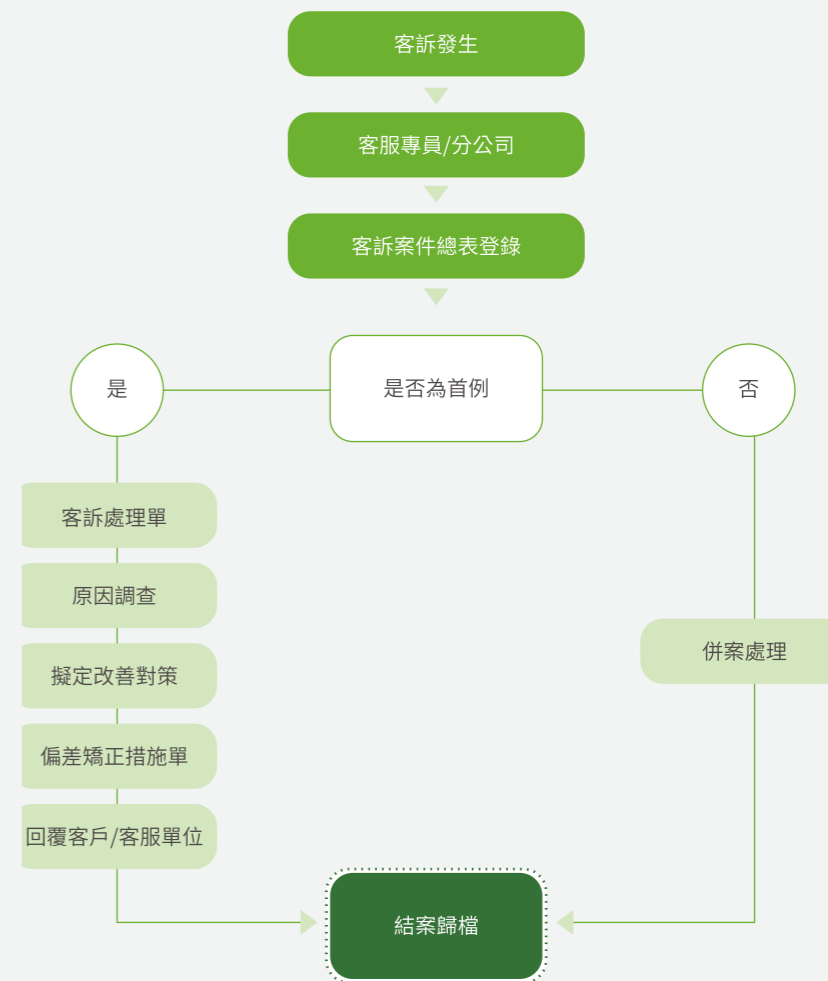 客訴發生
客服專員/分公司
客訴案件總表登錄
是
是否為首例
否
客訴處理單
原因調查
擬定改善對策
偏差矯正措施單
回覆客戶/客服單位
併案處理
結案歸檔